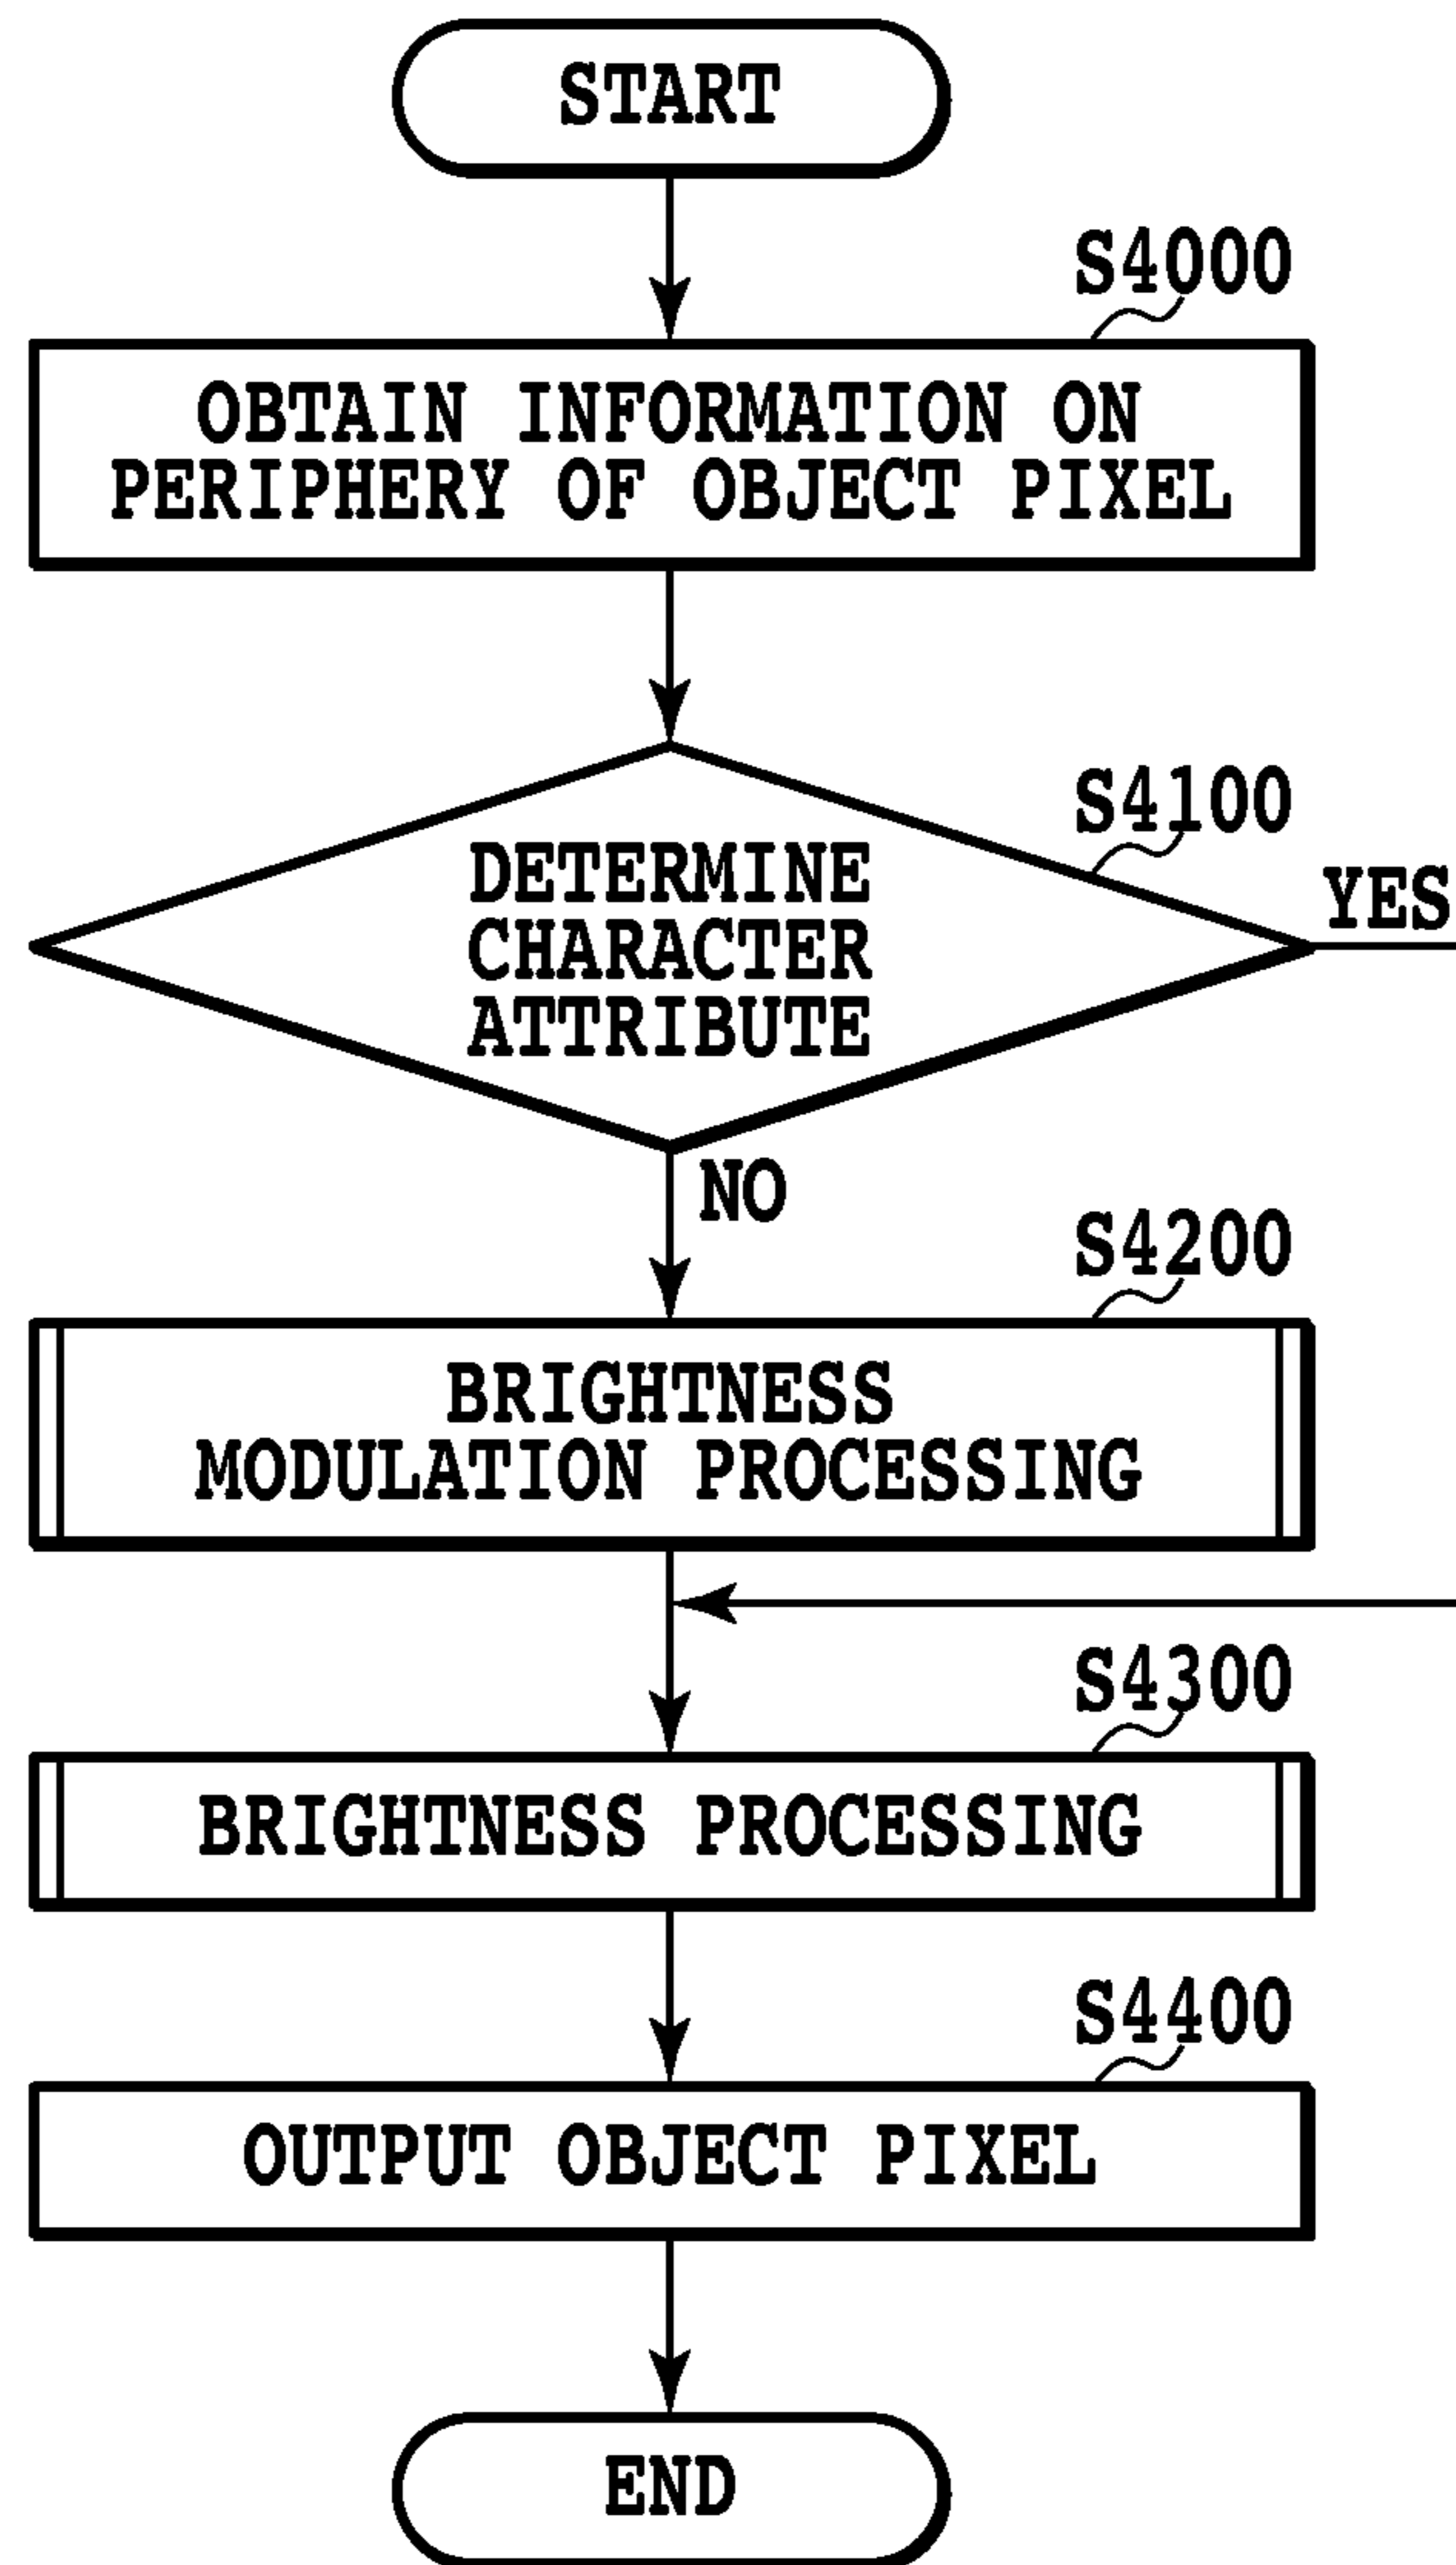 START
S4000
OBTAIN INFORMATION ON
PERIPHERY OF OBJECT PIXEL
S4100
YES
DETERMINE
CHARACTER
ATTRIBUTE
NO
S4200
BRIGHTNESS
MODULATION PROCESSING
S4300
BRIGHTNESS PROCESSING
S4400
OUTPUT OBJECT PIXEL
END